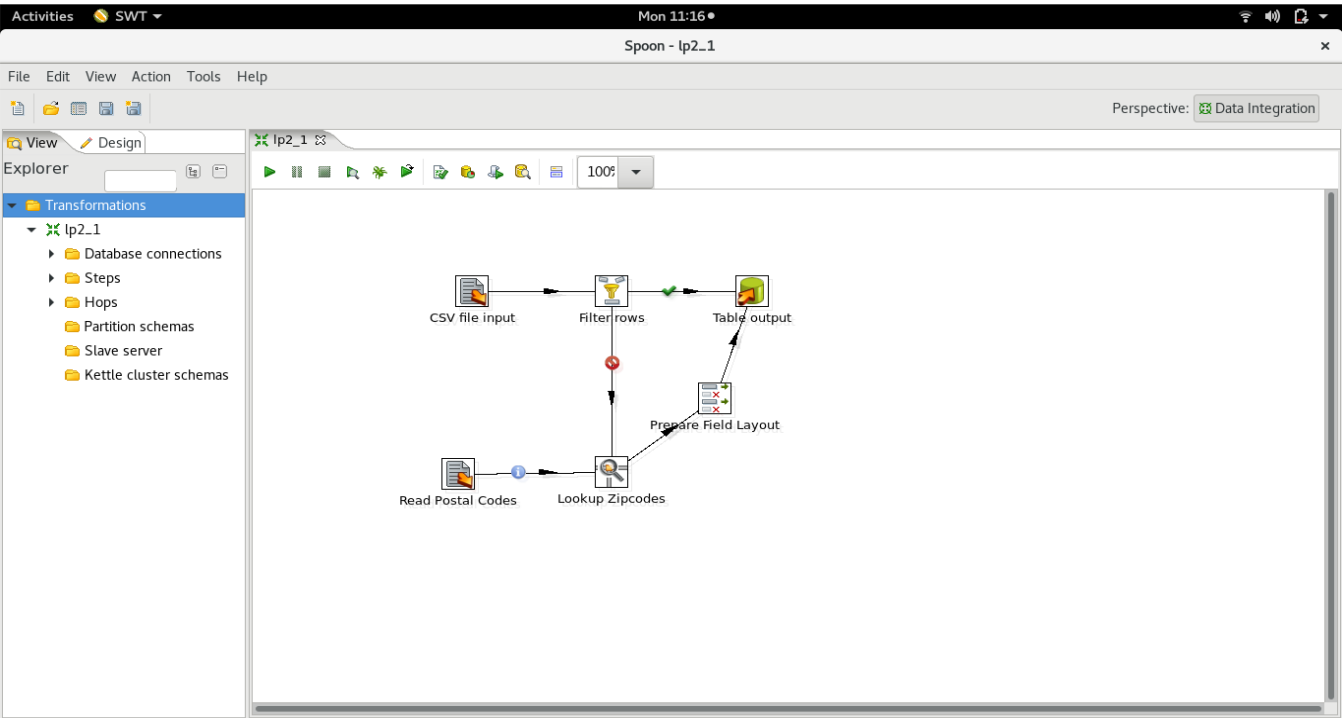 Activities SWT Mon 11:16
Spoon - lp2_1
File Edit View Action Tools Help
Perspective: Data Integration
View Design
lp2_1
Explorer
100%
Transformations
lp2_1
Database connections
Steps
Hops
Partition schemas
Slave server
Kettle cluster schemas
CSV file input Filter rows Table output
Prepare Field Layout
Read Postal Codes Lookup Zipcodes